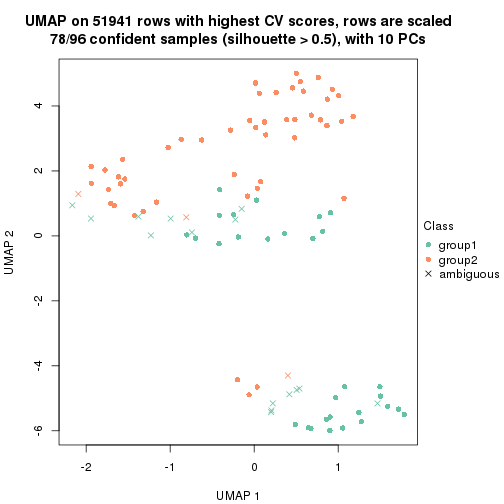 UMAP on 51941 rows with highest CV scores, rows are scaled
78/96 confident samples (silhouette > 0.5), with 10 PCs
4
2
0
-2
-4
-6
UMAP 2
-2
-1
0
1
UMAP 1
Class
group1
group2
ambiguous